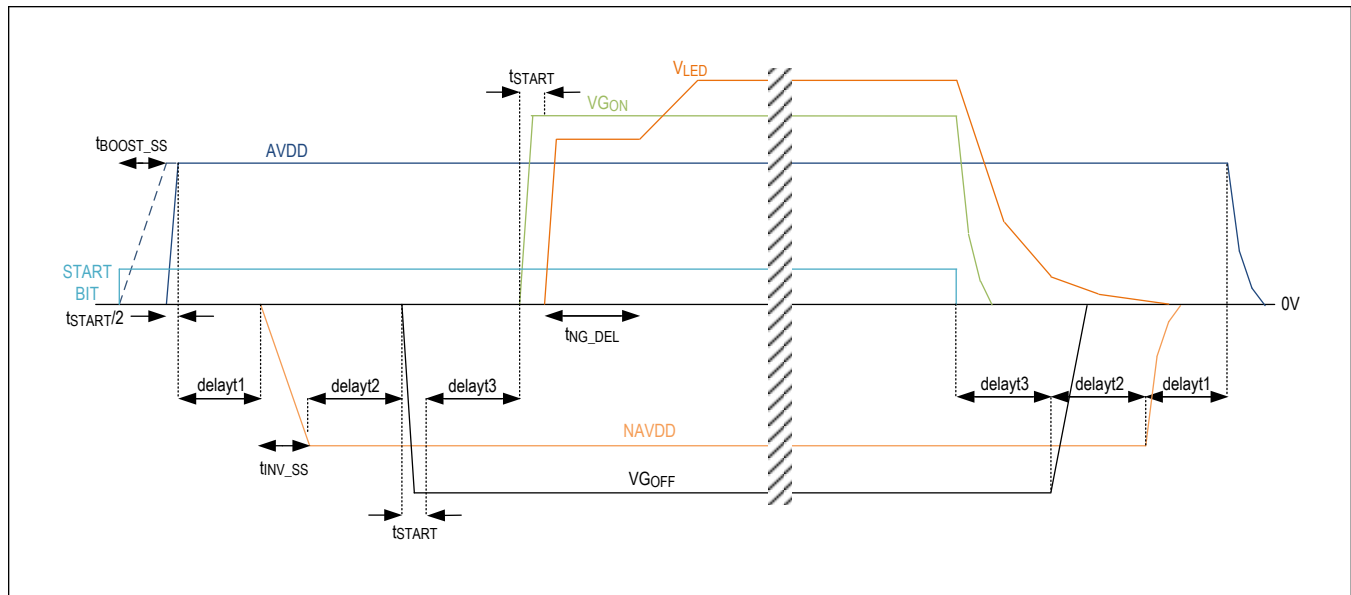 VLED
tSTART
VGON
tBOOST_SS
AVDD
START
BIT
0V
tSTART/2
tNG_DEL
delayt1
delayt2
delayt3
delayt3
delayt2
delayt1
NAVDD
tINV_SS
VGOFF
tSTART